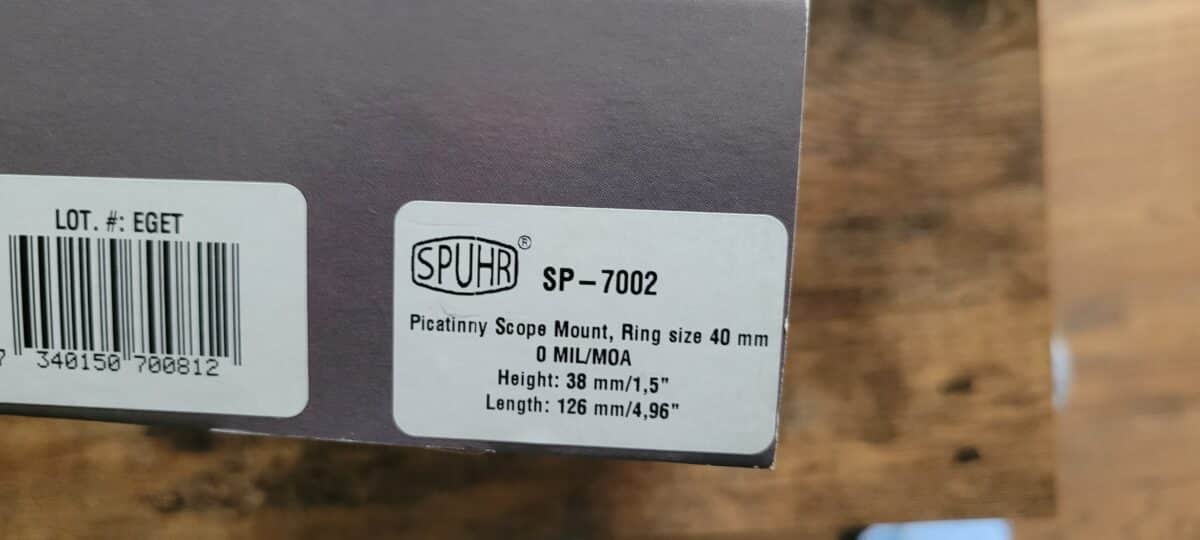 LOT. #: EGET
7 340150 700812
SPUHR®
SP-7002
Picatinny Scope Mount, Ring size 40 mm
0 MIL/MOA
Height: 38 mm/1,5"
Length: 126 mm/4,96"